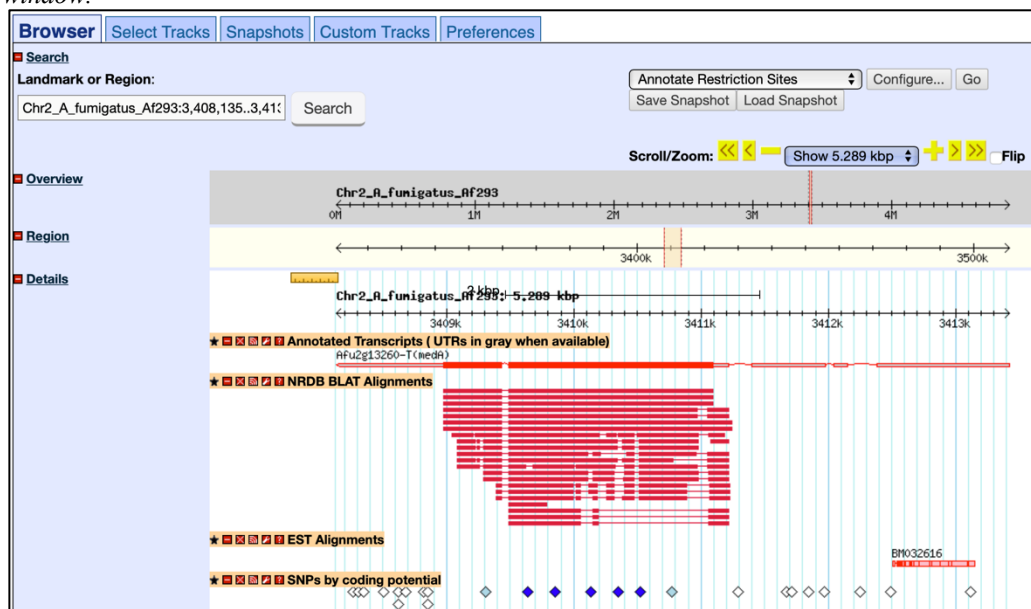 window.
Browser Select Tracks Snapshots Custom Tracks Preferences
Search
Landmark or Region:
Annotate Restriction Sites Configure... Go
Chr2_A_fumigatus_Af293:3,408,135..3,41 Search
Save Snapshot Load Snapshot
Scroll/Zoom: << < Show 5.289 kbp > >> Flip
Overview
Chr2_A_fumigatus_Af293
0M 1M 2M 3M 4M
Region
3400k 3500k
Details
2 kbp
Chr2_A_fumigatus_Af293: 5.289 kbp
3409k 3410k 3411k 3412k 3413k
Annotated Transcripts ( UTRs in gray when available)
Afu2g13260-T(medA)
NRDB BLAT Alignments
EST Alignments
BM032616
SNPs by coding potential